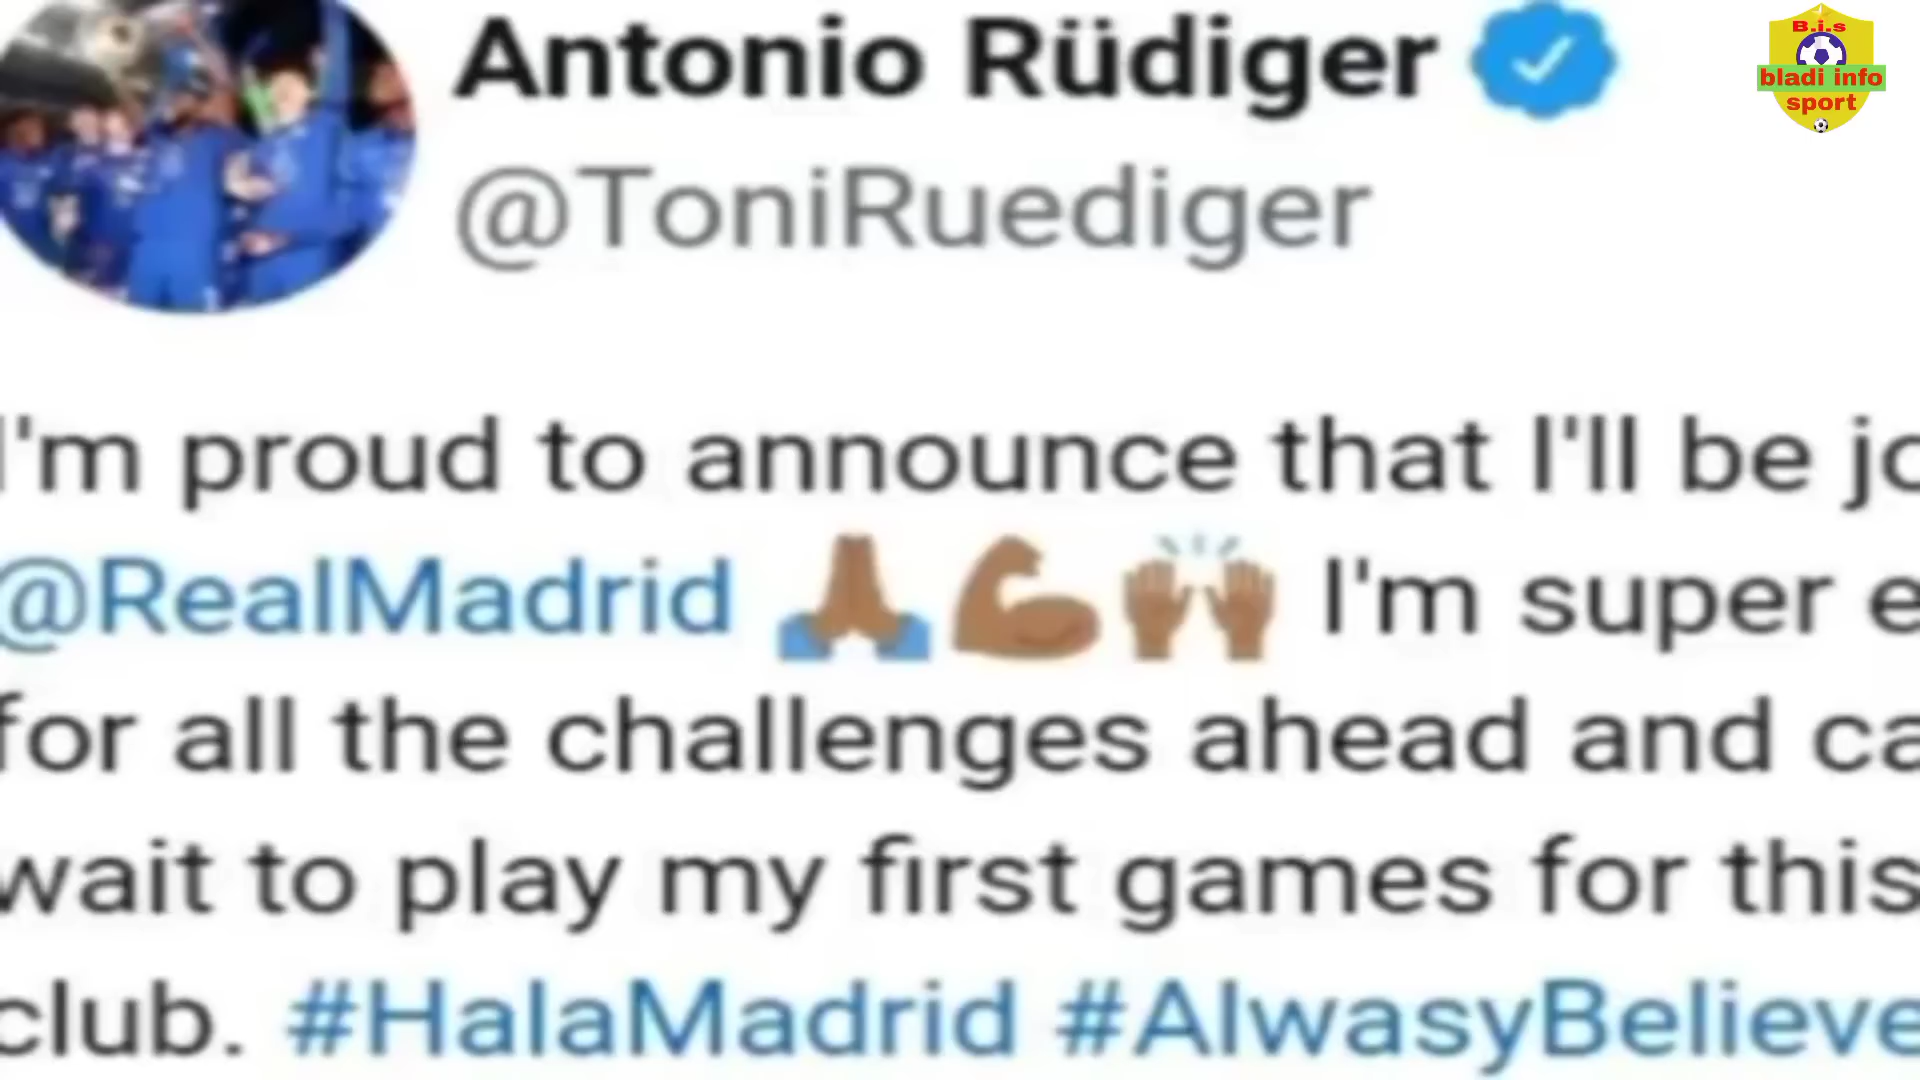 Antonio Rüdiger
@ToniRuediger
B.i.s
bladi info
sport
I'm proud to announce that I'll be jo
@RealMadrid 🙏🏾💪🏾🙌🏾 I'm super e
for all the challenges ahead and ca
wait to play my first games for this
club. #HalaMadrid #AlwasyBelieve